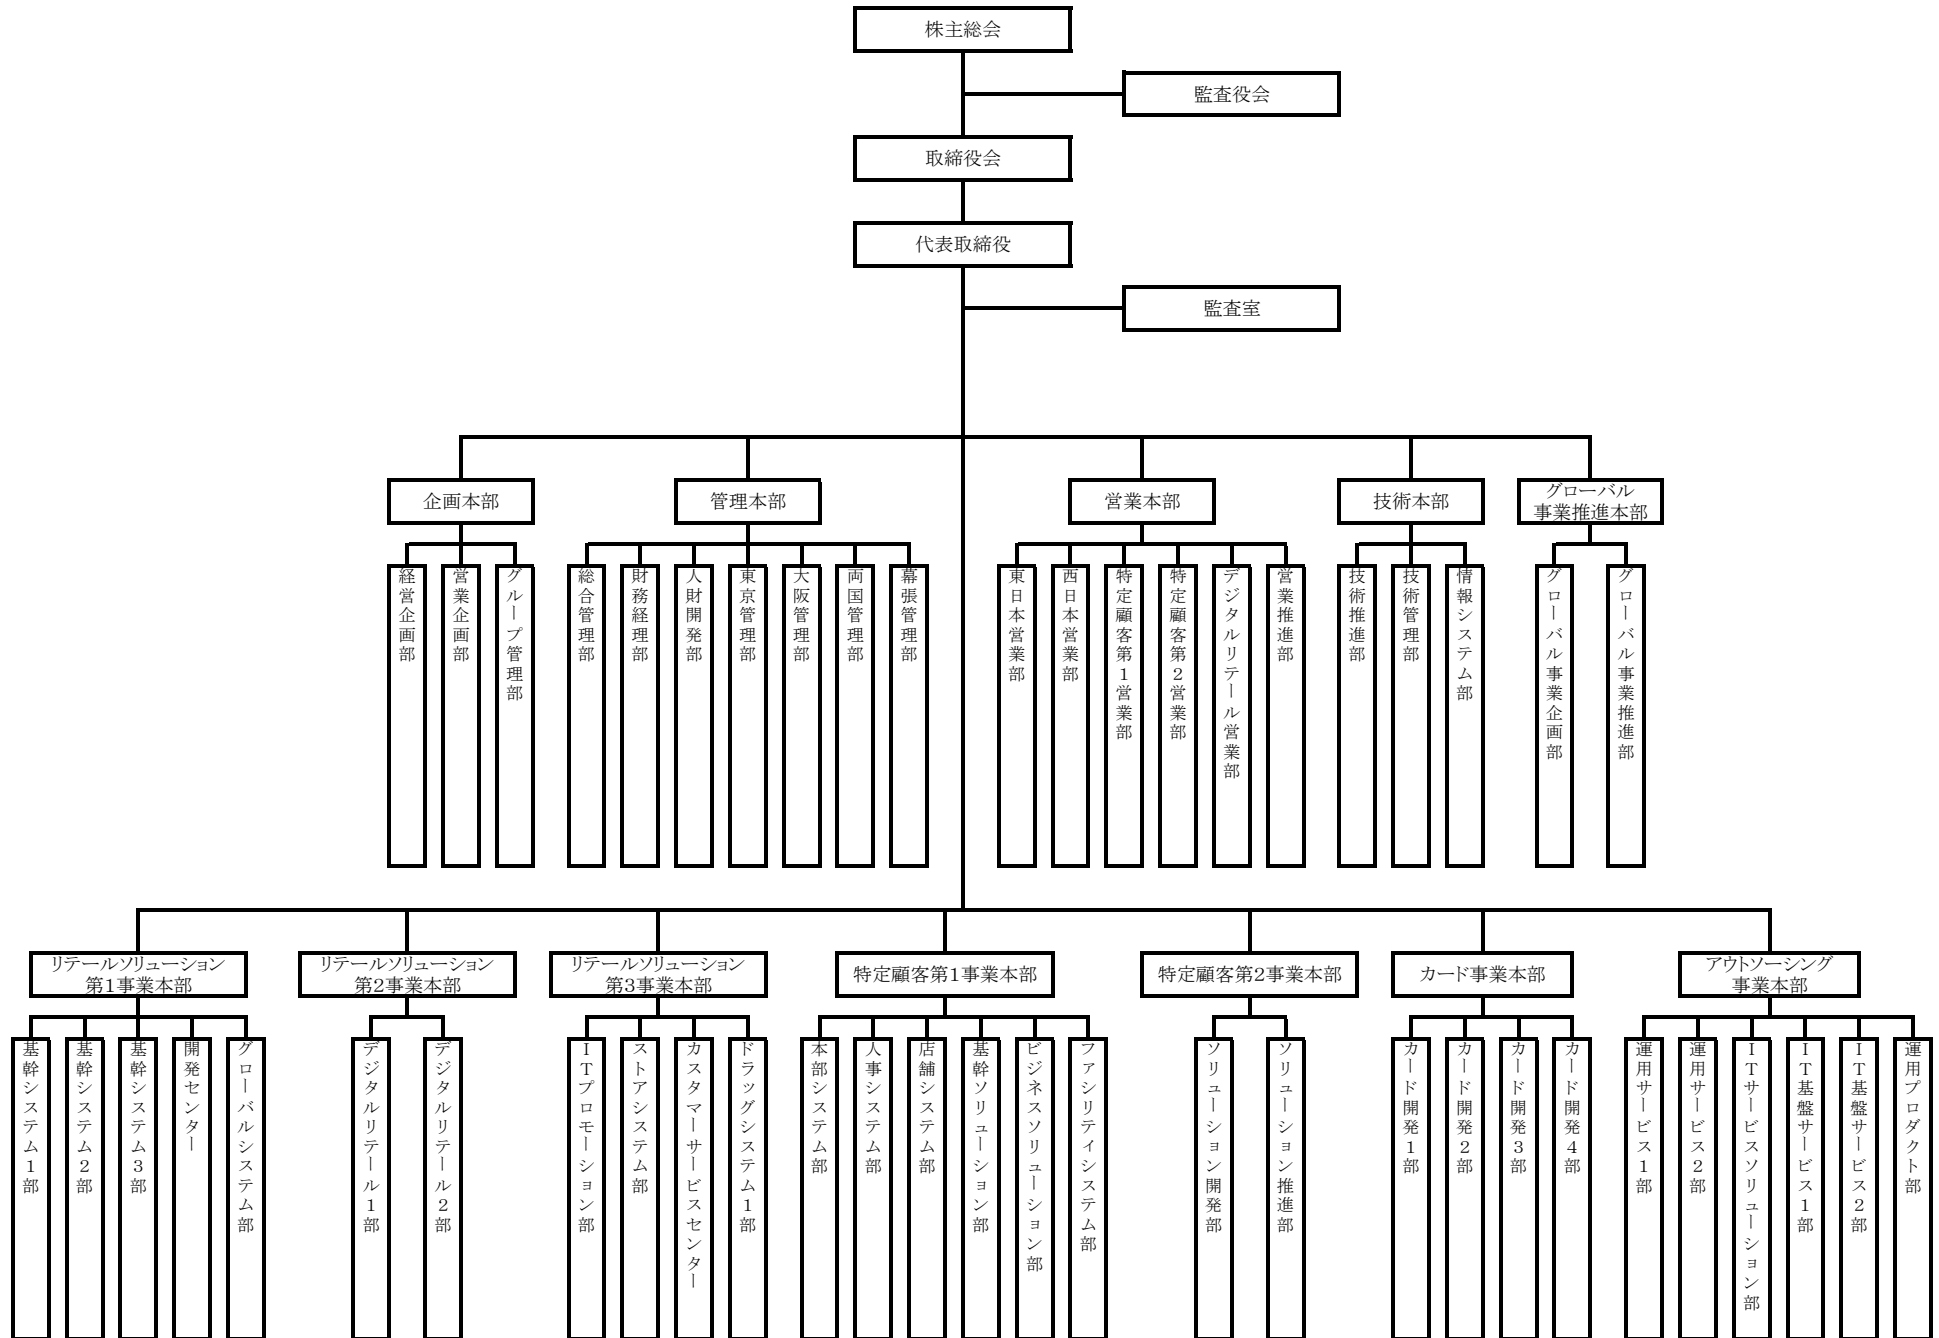 株主総会
監査役会
取締役会
代表取締役
監査室
企画本部
管理本部
営業本部
技術本部
グローバル
事業推進本部
経営企画部
営業企画部
グループ管理部
総合管理部
財務経理部
人財開発部
東京管理部
大阪管理部
両国管理部
幕張管理部
東日本営業部
西日本営業部
特定顧客第1営業部
特定顧客第2営業部
デジタルリテール営業部
営業推進部
技術推進部
技術管理部
情報システム部
グローバル事業企画部
グローバル事業推進部
リテールソリューション
第1事業本部
リテールソリューション
第2事業本部
リテールソリューション
第3事業本部
特定顧客第1事業本部
特定顧客第2事業本部
カード事業本部
アウトソーシング
事業本部
基幹システム1部
基幹システム2部
基幹システム3部
開発センター
グローバルシステム部
デジタルリテール1部
デジタルリテール2部
ITプロモーション部
ストアシステム部
カスタマーサービスセンター
ドラッグシステム1部
本部システム部
人事システム部
店舗システム部
基幹ソリューション部
ビジネスソリューション部
ファシリティシステム部
ソリューション開発部
ソリューション推進部
カード開発1部
カード開発2部
カード開発3部
カード開発4部
運用サービス1部
運用サービス2部
ITサービスソリューション部
IT基盤サービス1部
IT基盤サービス2部
運用プロダクト部